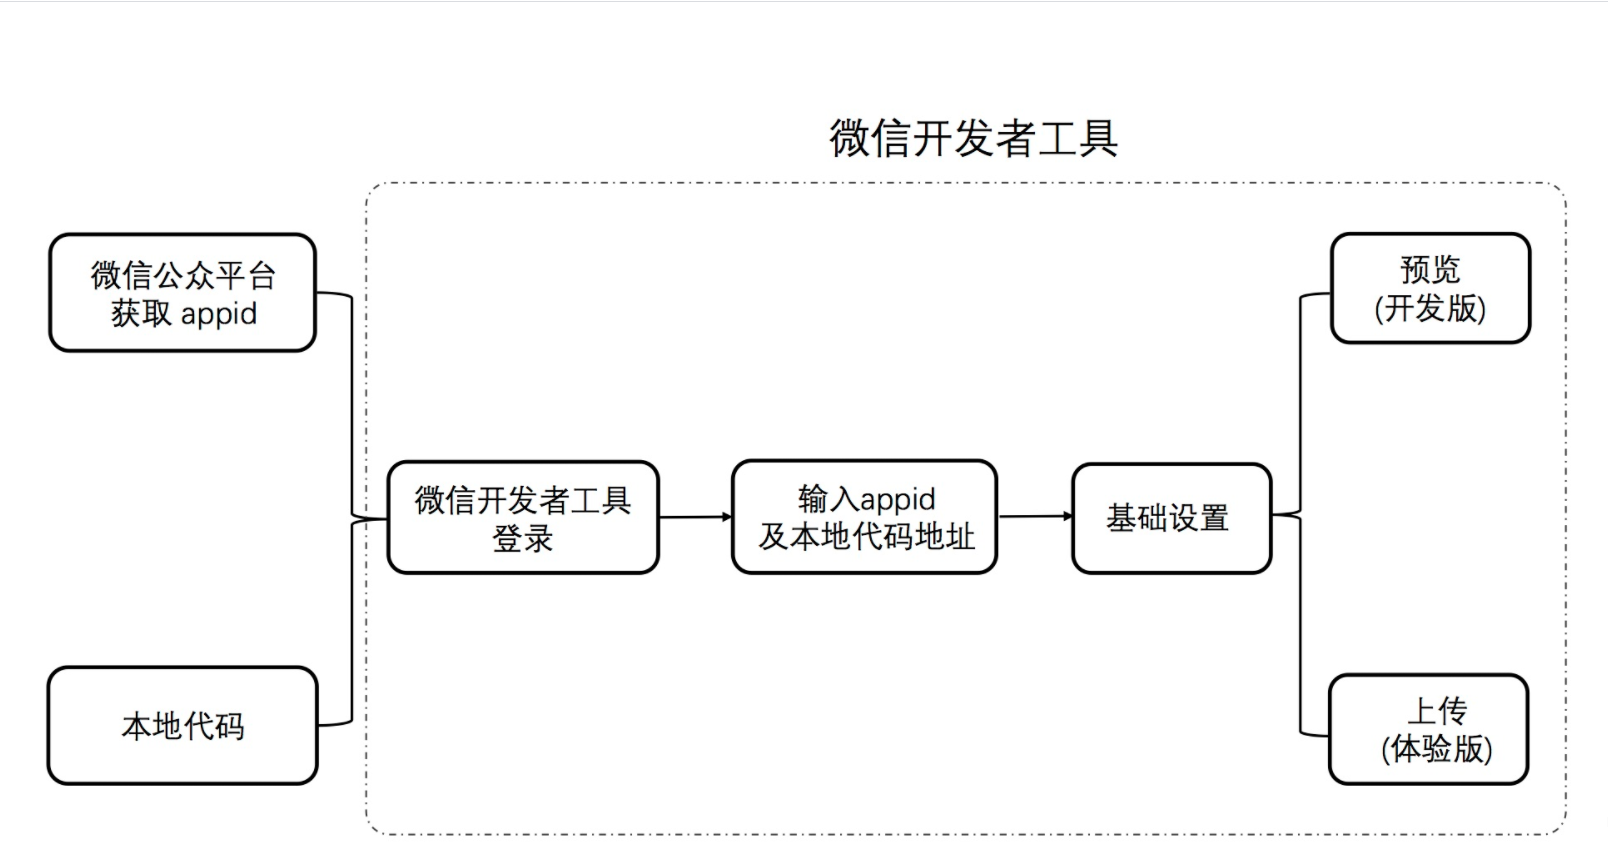 微信开发者工具
微信公众平台
获取 appid
本地代码
微信开发者工具
登录
输入appid
及本地代码地址
基础设置
预览
(开发版)
上传
(体验版)